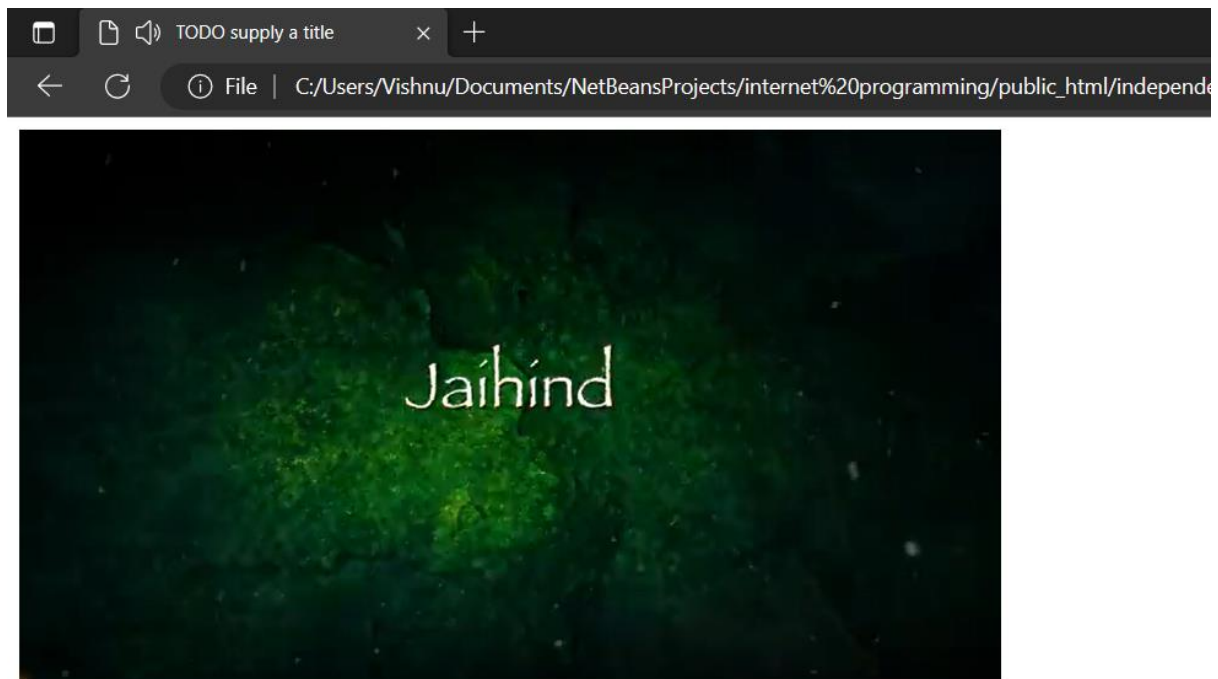 TODO supply a title
File | C:/Users/Vishnu/Documents/NetBeansProjects/internet%20programming/public_html/independe
Jaihind